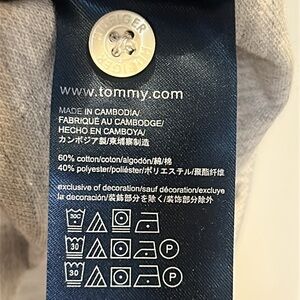 HILFIGER
www.tommy.com
MADE IN CAMBODIA/
FABRIQUÉ AU CAMBODGE/
HECHO EN CAMBOYA/
カンボジア製/柬埔寨制造
60% cotton/coton/algodón/綿/棉
40% polyester/poliéster/ポリエステル/聚酯纤维
exclusive of decoration/sauf décoration/excluye
la decoración/装飾部分を除く/装饰部分除外
30C
30 P
30 P